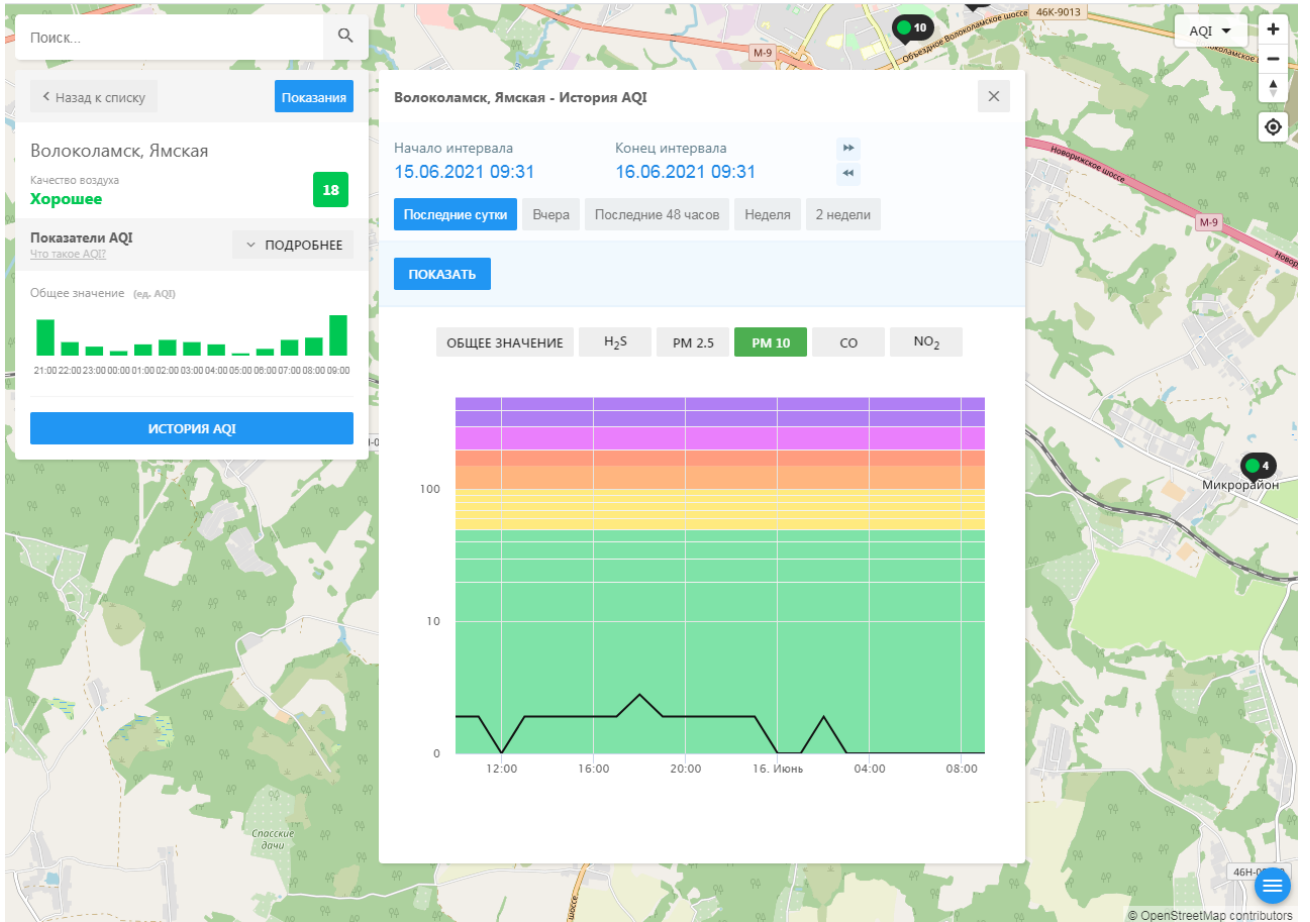 46К-9013
10
AQI
Поиск...
M-9
Объездное Волоколамское шоссе
Назад к списку
Показания
Волоколамск, Ямская - История AQI
Новорижское шоссе
Волоколамск, Ямская
Качество воздуха
Хорошее
18
Начало интервала
Конец интервала
15.06.2021 09:31
16.06.2021 09:31
Последние сутки
Вчера
Последние 48 часов
Неделя
2 недели
M-9
Показатели AQI
Что такое AQI?
ПОДРОБНЕЕ
ПОКАЗАТЬ
Общее значение (ед. AQI)
21:00 22:00 23:00 00:00 01:00 02:00 03:00 04:00 05:00 06:00 07:00 08:00 09:00
ОБЩЕЕ ЗНАЧЕНИЕ
H₂S
PM 2.5
PM 10
CO
NO₂
ИСТОРИЯ AQI
4
Микрорайон
100
10
0
12:00
16:00
20:00
16. Июнь
04:00
08:00
Спасские
дачи
© OpenStreetMap contributors